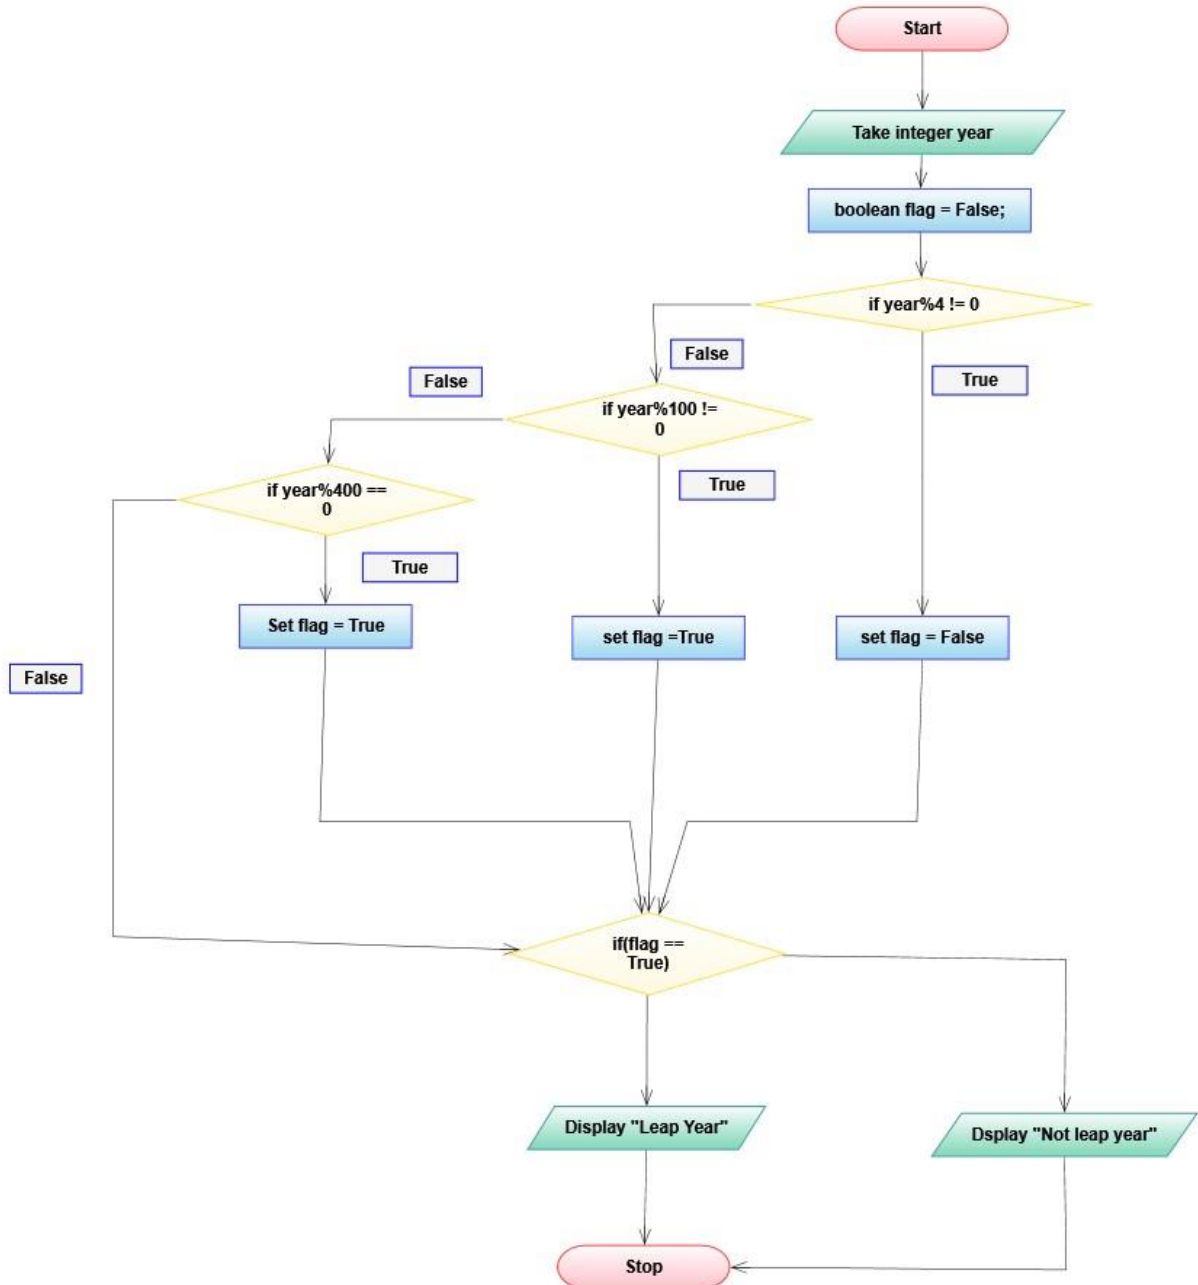 Start
Take integer year
boolean flag = False;
if year%4 != 0
False
True
False
if year%100 !=
0
True
if year%400 ==
0
True
Set flag = True
set flag =True
set flag = False
False
if(flag ==
True)
Display "Leap Year"
Dsplay "Not leap year"
Stop